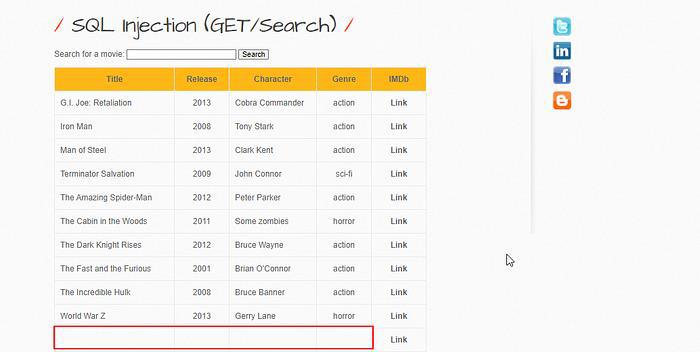 / SQL Injection (GET/Search) /
Search for a movie: Search
Title Release Character Genre IMDb
G.I. Joe: Retaliation 2013 Cobra Commander action Link
Iron Man 2008 Tony Stark action Link
Man of Steel 2013 Clark Kent action Link
Terminator Salvation 2009 John Connor sci-fi Link
The Amazing Spider-Man 2012 Peter Parker action Link
The Cabin in the Woods 2011 Some zombies horror Link
The Dark Knight Rises 2012 Bruce Wayne action Link
The Fast and the Furious 2001 Brian O'Connor action Link
The Incredible Hulk 2008 Bruce Banner action Link
World War Z 2013 Gerry Lane horror Link
Link